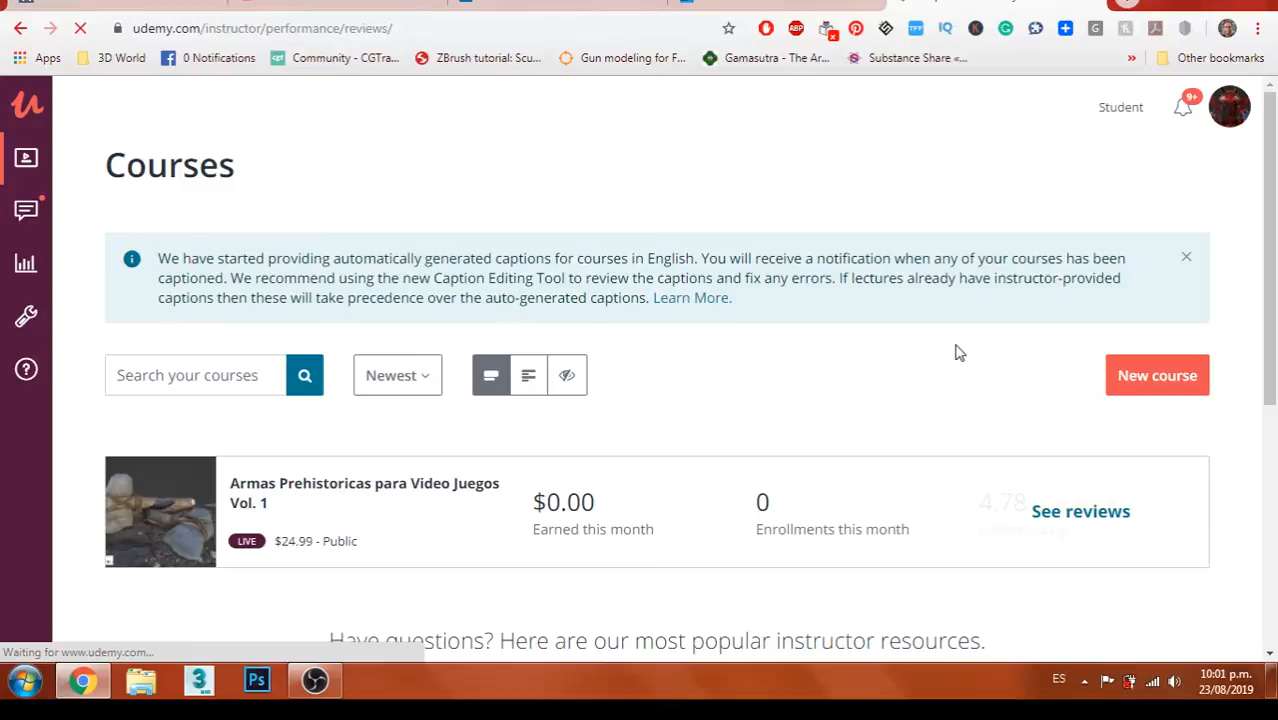 udemy.com/instructor/performance/reviews/
Apps
3D World
0 Notifications
Community - CGTra...
ZBrush tutorial: Scu...
Gun modeling for F...
Gamasutra - The Ar...
Substance Share «...
»
Other bookmarks
Student
9+
Courses
We have started providing automatically generated captions for courses in English. You will receive a notification when any of your courses has been
captioned. We recommend using the new Caption Editing Tool to review the captions and fix any errors. If lectures already have instructor-provided
captions then these will take precedence over the auto-generated captions. Learn More.
Search your courses
Newest
New course
Armas Prehistoricas para Video Juegos
Vol. 1
LIVE
$24.99 - Public
$0.00
Earned this month
0
Enrollments this month
4.78
See reviews
Have questions? Here are our most popular instructor resources.
Waiting for www.udemy.com...
ES
10:01 p.m.
23/08/2019